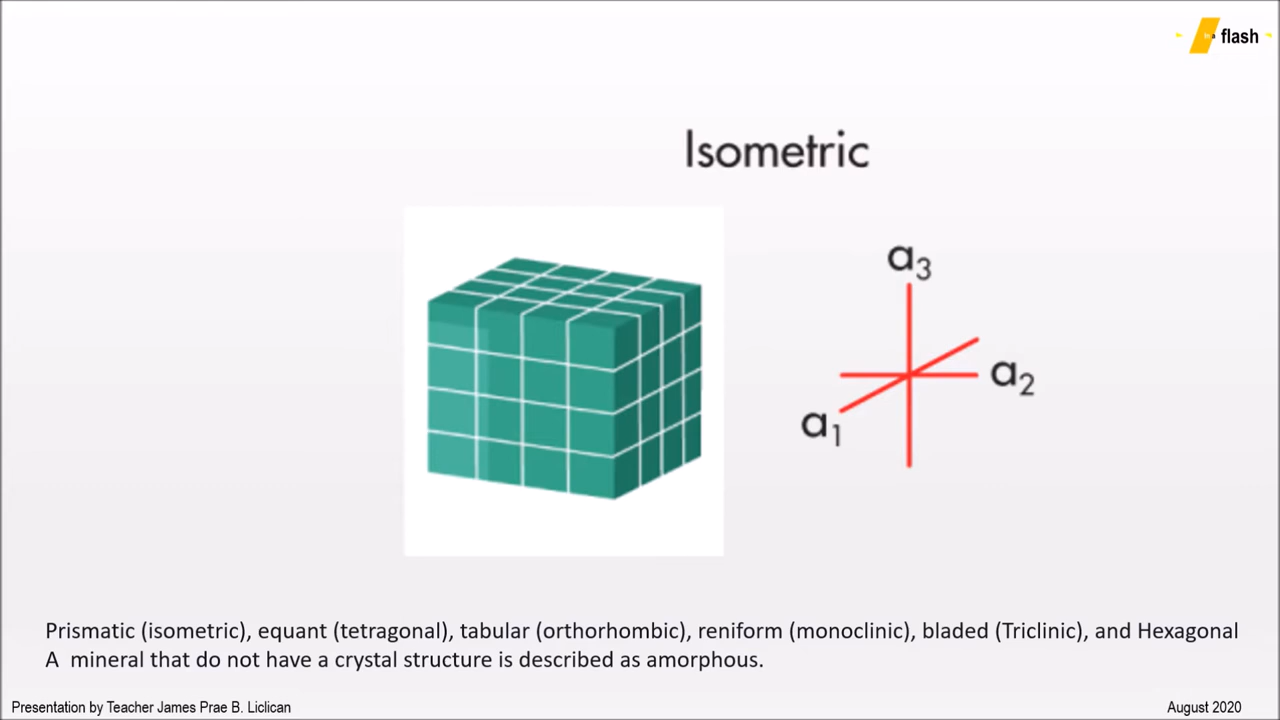 flash
Isometric
a3
a2
a1
Prismatic (isometric), equant (tetragonal), tabular (orthorhombic), reniform (monoclinic), bladed (Triclinic), and Hexagonal
A  mineral that do not have a crystal structure is described as amorphous.
Presentation by Teacher James Prae B. Liclican
August 2020